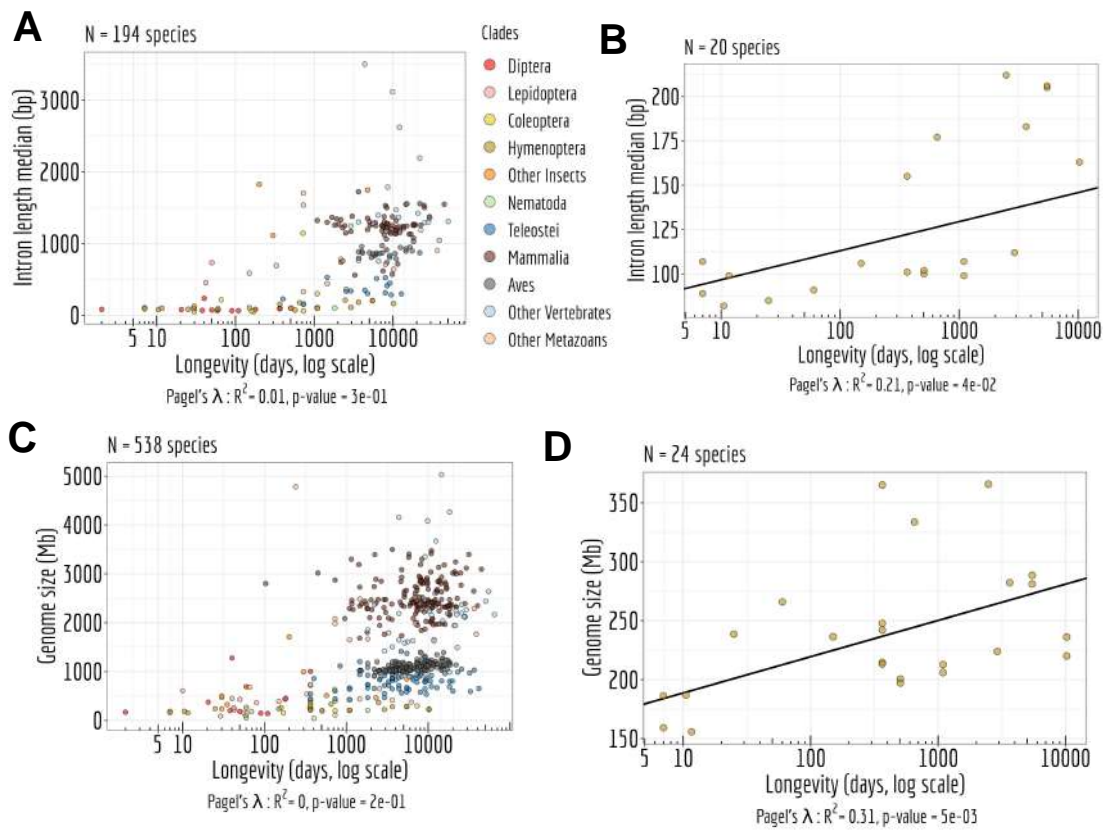 A
N = 194 species
Intron length median (bp)
3000
2000
1000
0
5 10 100 1000 10000
Longevity (days, log scale)
Pagel's λ : R²= 0.01, p-value = 3e-01
Clades
Diptera
Lepidoptera
Coleoptera
Hymenoptera
Other Insects
Nematoda
Teleostei
Mammalia
Aves
Other Vertebrates
Other Metazoans
B
N = 20 species
Intron length median (bp)
200
175
150
125
100
5 10 100 1000 10000
Longevity (days, log scale)
Pagel's λ : R²= 0.21, p-value = 4e-02
C
N = 538 species
Genome size (Mb)
5000
4000
3000
2000
1000
0
5 10 100 1000 10000
Longevity (days, log scale)
Pagel's λ : R²= 0, p-value = 2e-01
D
N = 24 species
Genome size (Mb)
350
300
250
200
150
5 10 100 1000 10000
Longevity (days, log scale)
Pagel's λ : R²= 0.31, p-value = 5e-03